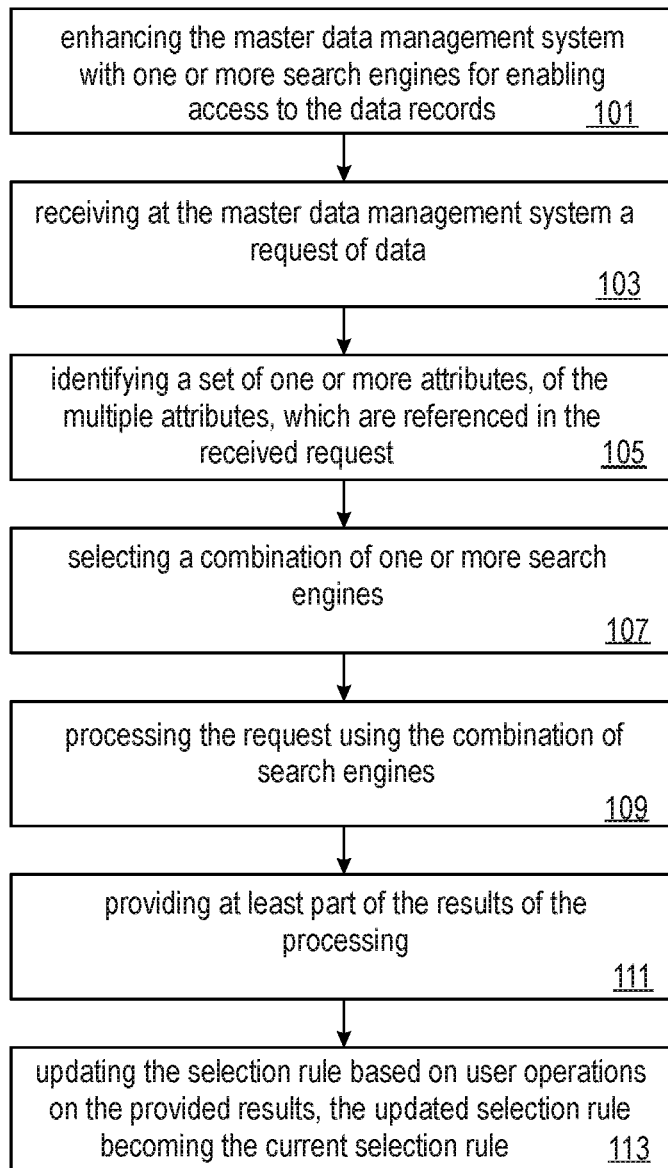 enhancing the master data management system
with one or more search engines for enabling
access to the data records
101
receiving at the master data management system a
request of data
103
identifying a set of one or more attributes, of the
multiple attributes, which are referenced in the
received request
105
selecting a combination of one or more search
engines
107
processing the request using the combination of
search engines
109
providing at least part of the results of the
processing
111
updating the selection rule based on user operations
on the provided results, the updated selection rule
becoming the current selection rule
113